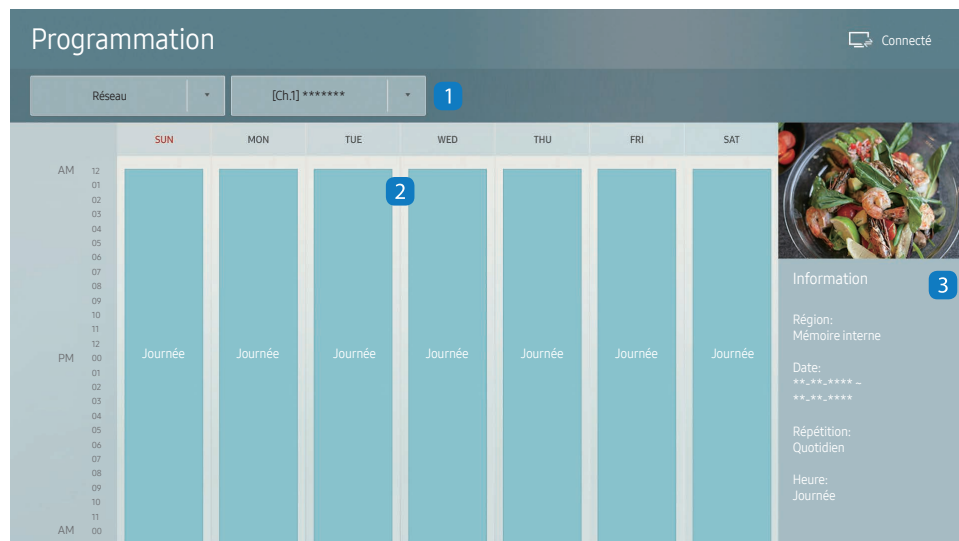 Programmation
Connecté
Réseau
[Ch.1] *******
1
SUN MON TUE WED THU FRI SAT
AM 12
01
02
2
03
04
05
06
07
08
09
10
11
12
PM 00
01
02
03
04
05
06
07
08
09
10
11
AM 00
Journée Journée Journée Journée Journée Journée Journée
Information
3
Région:
Mémoire interne
Date:
**-**-**** ~
**-**-****
Répétition:
Quotidien
Heure:
Journée